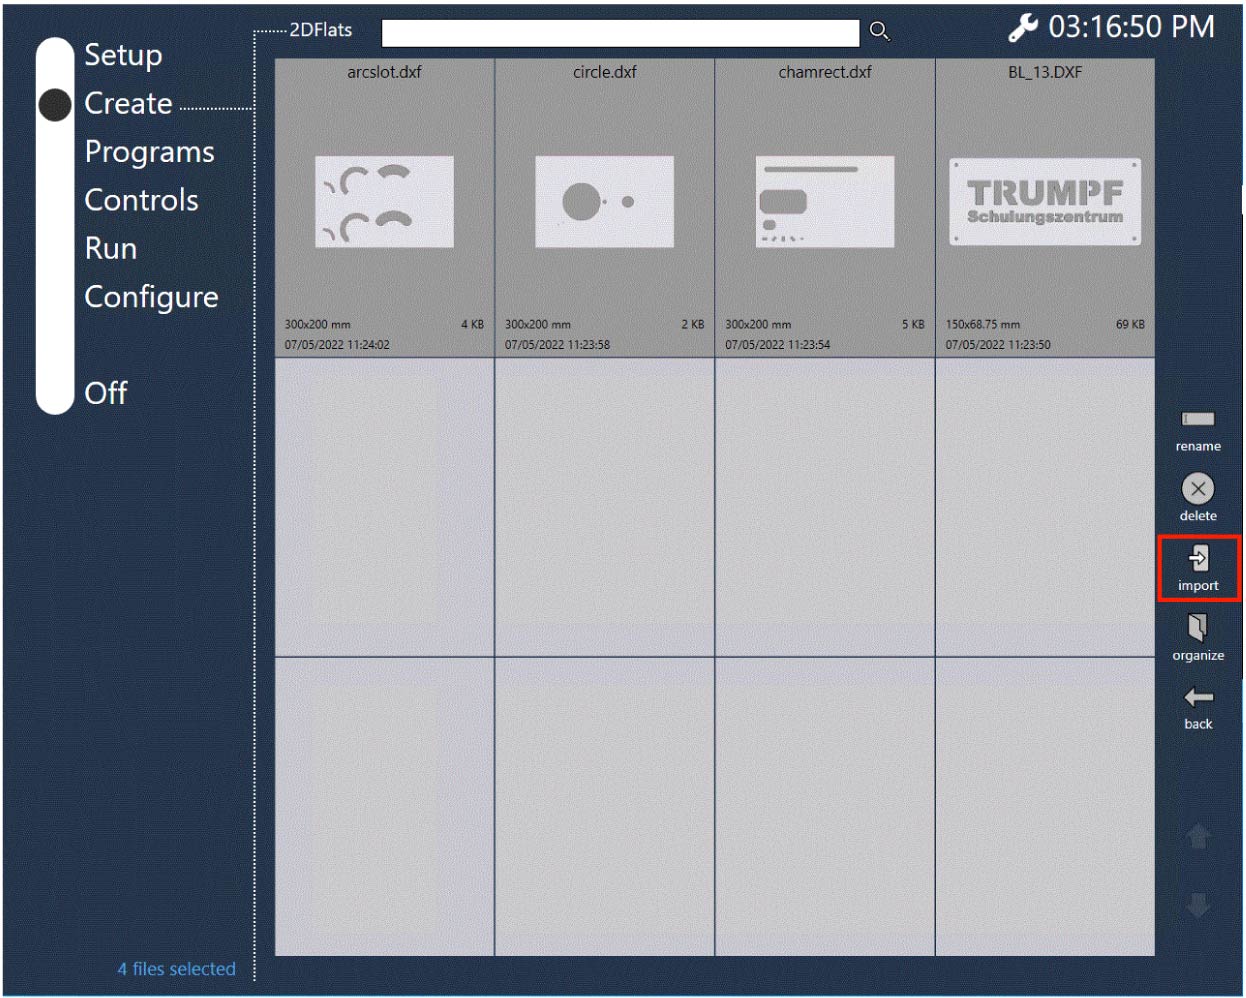 2DFlats
03:16:50 PM
Setup
Create
Programs
Controls
Run
Configure
Off
arcslot.dxf
circle.dxf
chamrect.dxf
BL_13.DXF
TRUMPF
Schulungszentrum
300x200 mm 4 KB
07/05/2022 11:24:02
300x200 mm 2 KB
07/05/2022 11:23:58
300x200 mm 5 KB
07/05/2022 11:23:54
150x68.75 mm 69 KB
07/05/2022 11:23:50
rename
delete
import
organize
back
4 files selected